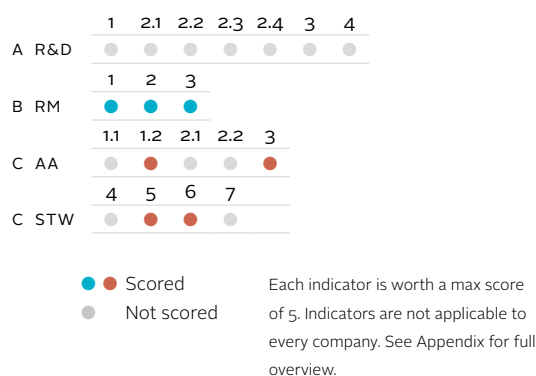 1 2.1 2.2 2.3 2.4 3 4
A R&D
1 2 3
B RM
1.1 1.2 2.1 2.2 3
C AA
4 5 6 7
C STW
Scored
Not scored
Each indicator is worth a max score
of 5. Indicators are not applicable to
every company. See Appendix for full
overview.